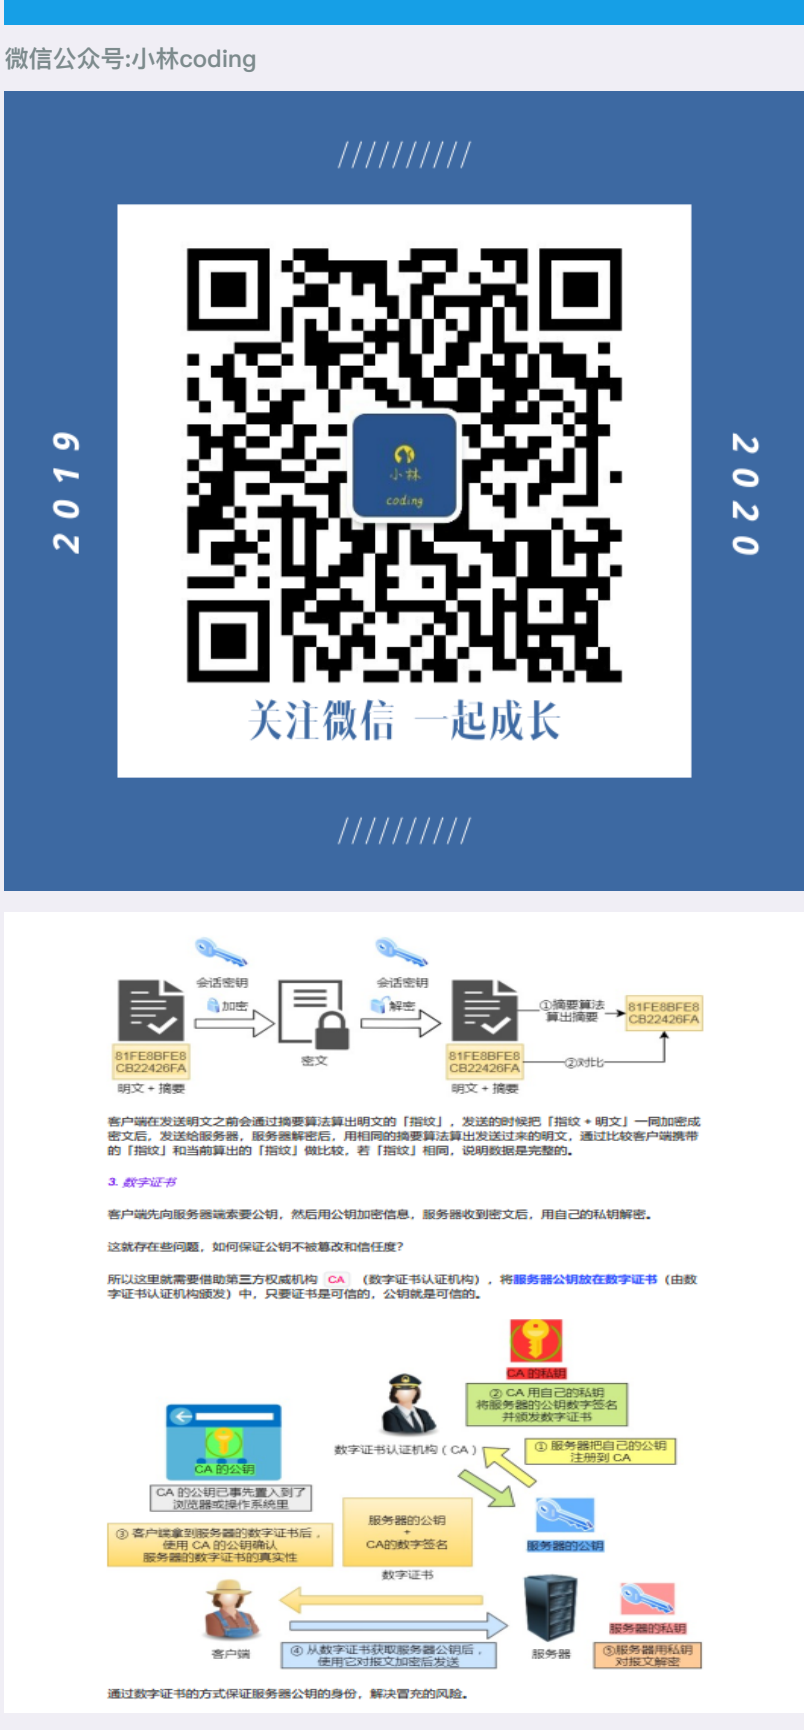 微信公众号:小林coding
//////////
2019
2020
小林
coding
关注微信 一起成长
//////////
会话密钥
会话密钥
加密
解密
①摘要算法
算出摘要
81FE8BFE8
CB22426FA
81FE8BFE8
CB22426FA
密文
81FE8BFE8
CB22426FA
②对比
明文 + 摘要
明文 + 摘要
客户端在发送明文之前会通过摘要算法算出明文的「指纹」，发送的时候把「指纹 + 明文」一同加密成
密文后，发送给服务器，服务器解密后，用相同的摘要算法算出发送过来的明文，通过比较客户端携带
的「指纹」和当前算出的「指纹」做比较，若「指纹」相同，说明数据是完整的。
3. 数字证书
客户端先向服务器端索要公钥，然后用公钥加密信息，服务器收到密文后，用自己的私钥解密。
这就存在些问题，如何保证公钥不被篡改和信任度？
所以这里就需要借助第三方权威机构 CA （数字证书认证机构），将服务器公钥放在数字证书（由数
字证书认证机构颁发）中，只要证书是可信的，公钥就是可信的。
CA 的私钥
② CA 用自己的私钥
将服务器的公钥数字签名
并颁发数字证书
数字证书认证机构（CA）
① 服务器把自己的公钥
注册到 CA
CA 的公钥
CA 的公钥已事先置入到了
浏览器或操作系统里
服务器的公钥
+
CA的数字签名
数字证书
服务器的公钥
③ 客户端拿到服务器的数字证书后，
使用 CA 的公钥确认
服务器的数字证书的真实性
客户端
④ 从数字证书获取服务器公钥后，
使用它对报文加密后发送
服务器
服务器的私钥
⑤服务器用私钥
对报文解密
通过数字证书的方式保证服务器公钥的身份，解决冒充的风险。